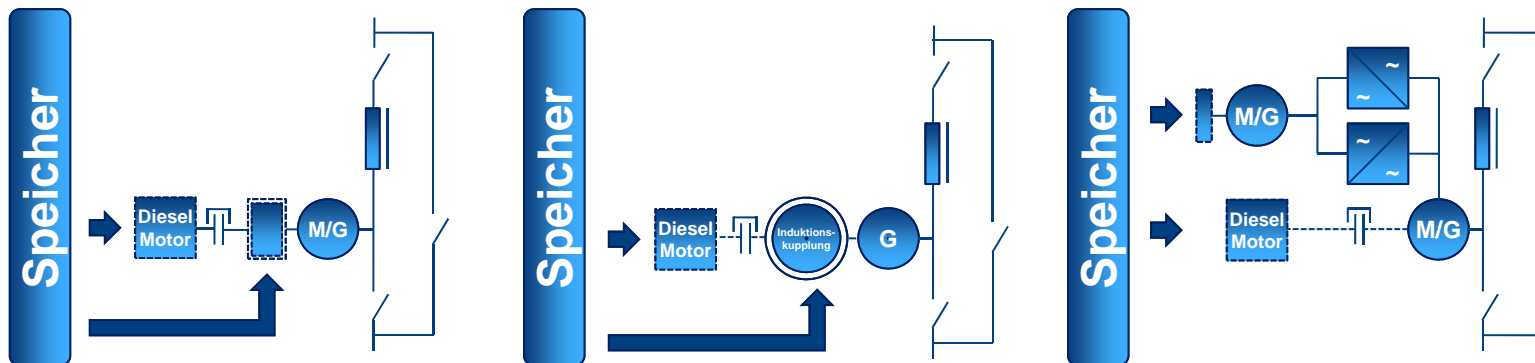 Speicher
Diesel
Motor
M/G
Speicher
Diesel
Motor
Induktions-
kupplung
G
Speicher
M/G
~
~
~
~
Diesel
Motor
M/G